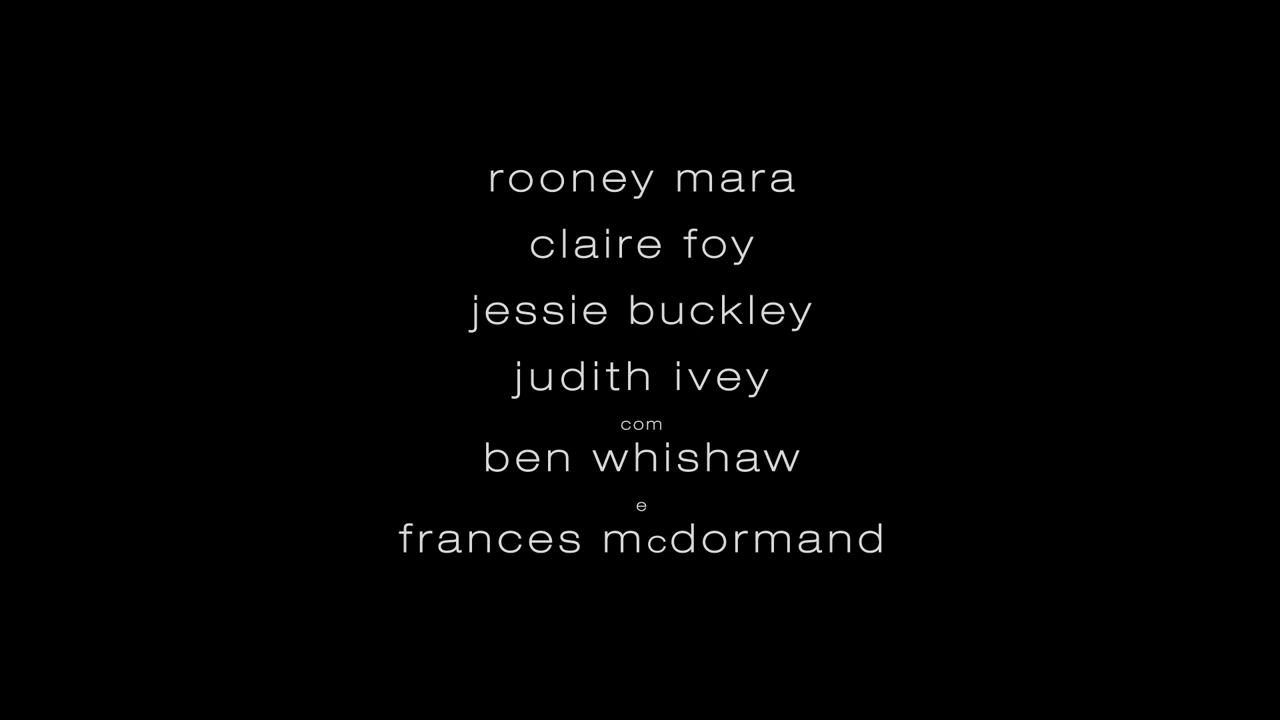 rooney mara
claire foy
jessie buckley
judith ivey
com
ben whishaw
e
frances mcdormand